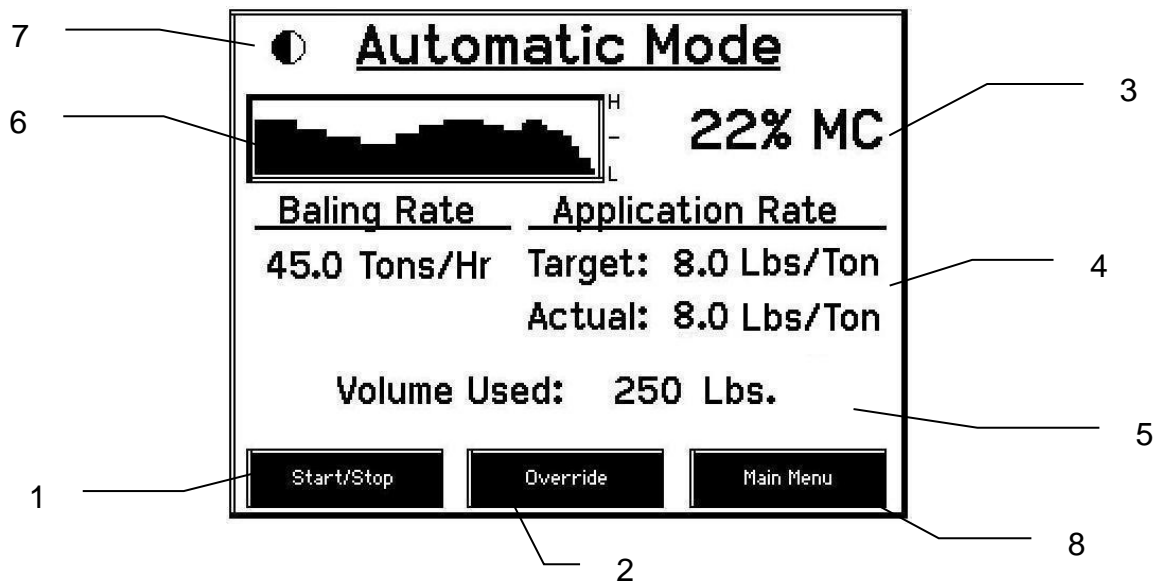 7
Automatic Mode
6
H
–
L
22% MC
3
Baling Rate
Application Rate
45.0 Tons/Hr
Target: 8.0 Lbs/Ton
4
Actual: 8.0 Lbs/Ton
Volume Used: 250 Lbs.
5
1
Start/Stop
Override
Main Menu
2
8